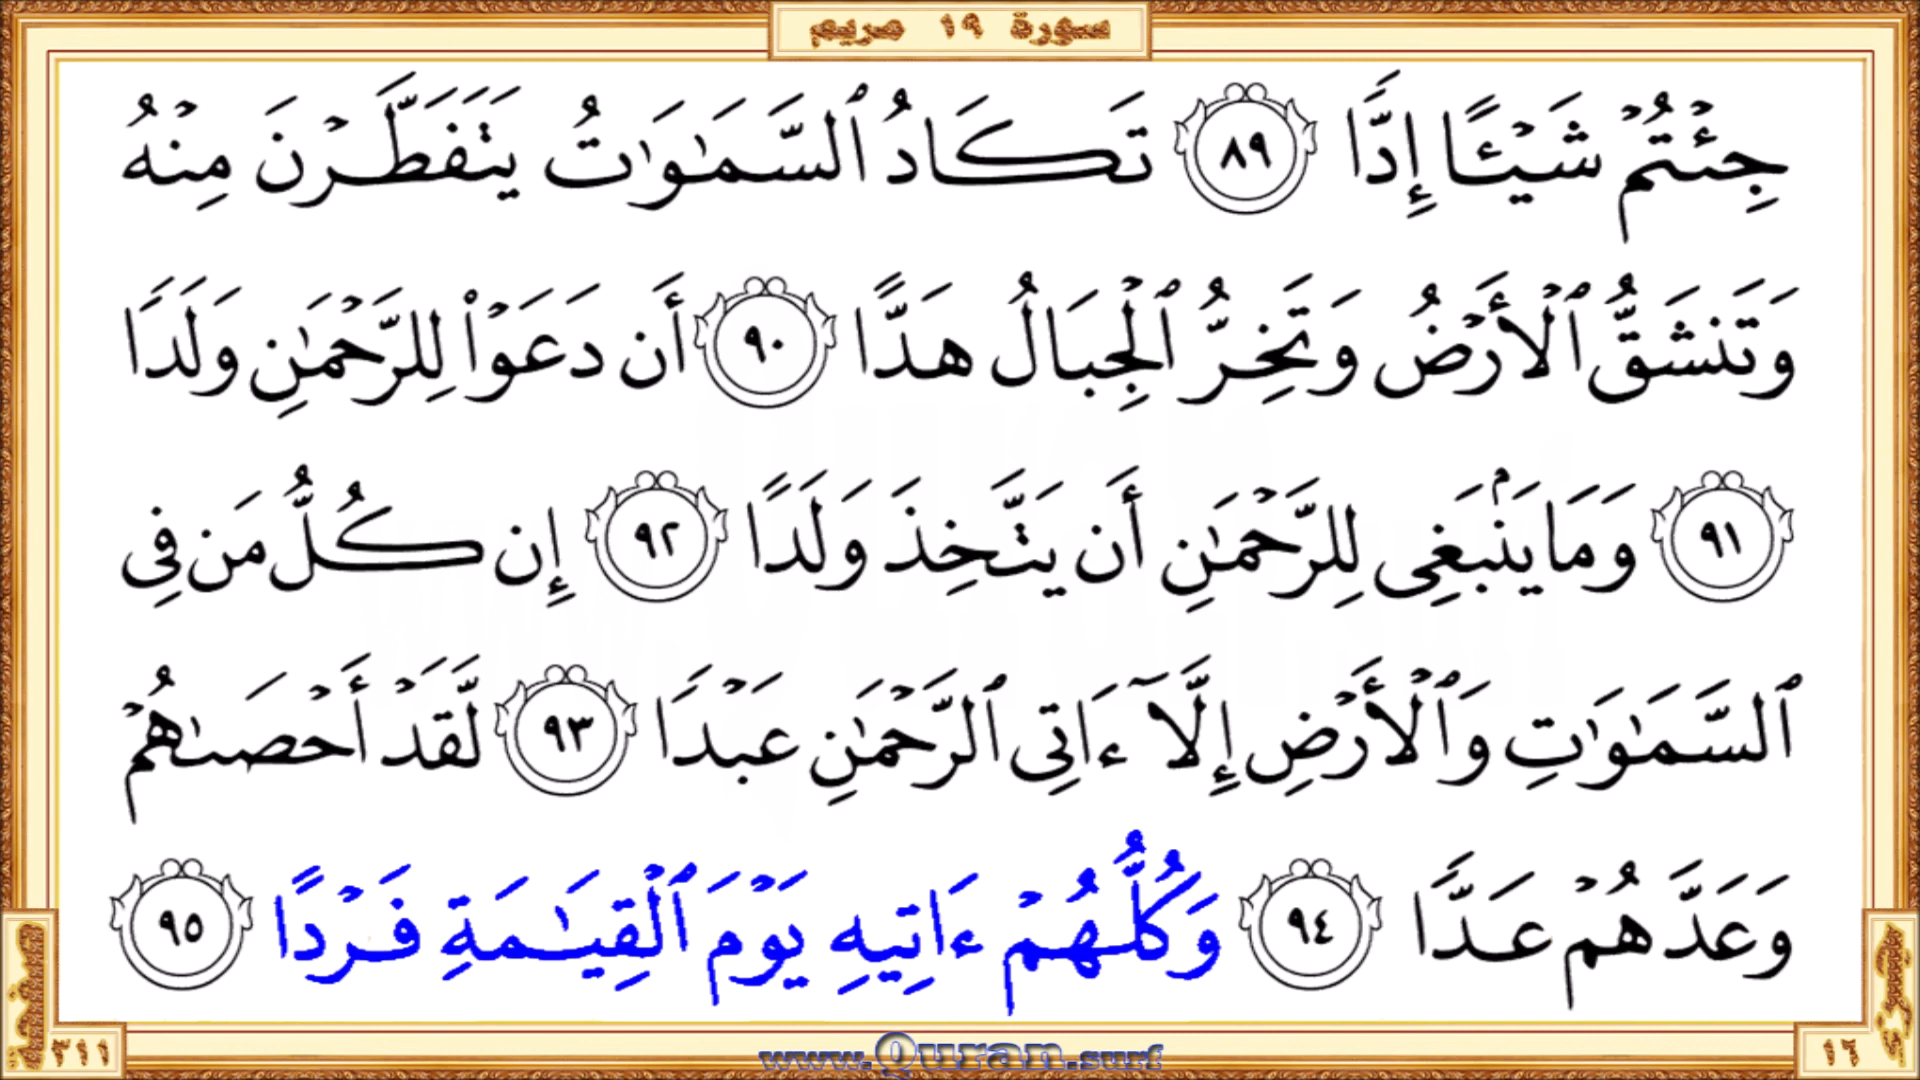 سورة ١٩ مريم
جِئْتُمْ شَيْـًٔا إِدًّا ٨٩ تَكَادُ ٱلسَّمَـٰوَٰتُ يَتَفَطَّرْنَ مِنْهُ
وَتَنشَقُّ ٱلْأَرْضُ وَتَخِرُّ ٱلْجِبَالُ هَدًّا ٩٠ أَن دَعَوْا۟ لِلرَّحْمَـٰنِ وَلَدًا
٩١ وَمَا يَنۢبَغِى لِلرَّحْمَـٰنِ أَن يَتَّخِذَ وَلَدًا ٩٢ إِن كُلُّ مَن فِى
ٱلسَّمَـٰوَٰتِ وَٱلْأَرْضِ إِلَّآ ءَاتِى ٱلرَّحْمَـٰنِ عَبْدًا ٩٣ لَّقَدْ أَحْصَىٰهُمْ
وَعَدَّهُمْ عَدًّا ٩٤ وَكُلُّهُمْ ءَاتِيهِ يَوْمَ ٱلْقِيَـٰمَةِ فَرْدًا ٩٥
صفحة
٣١١
١٦
www.Quran.surf